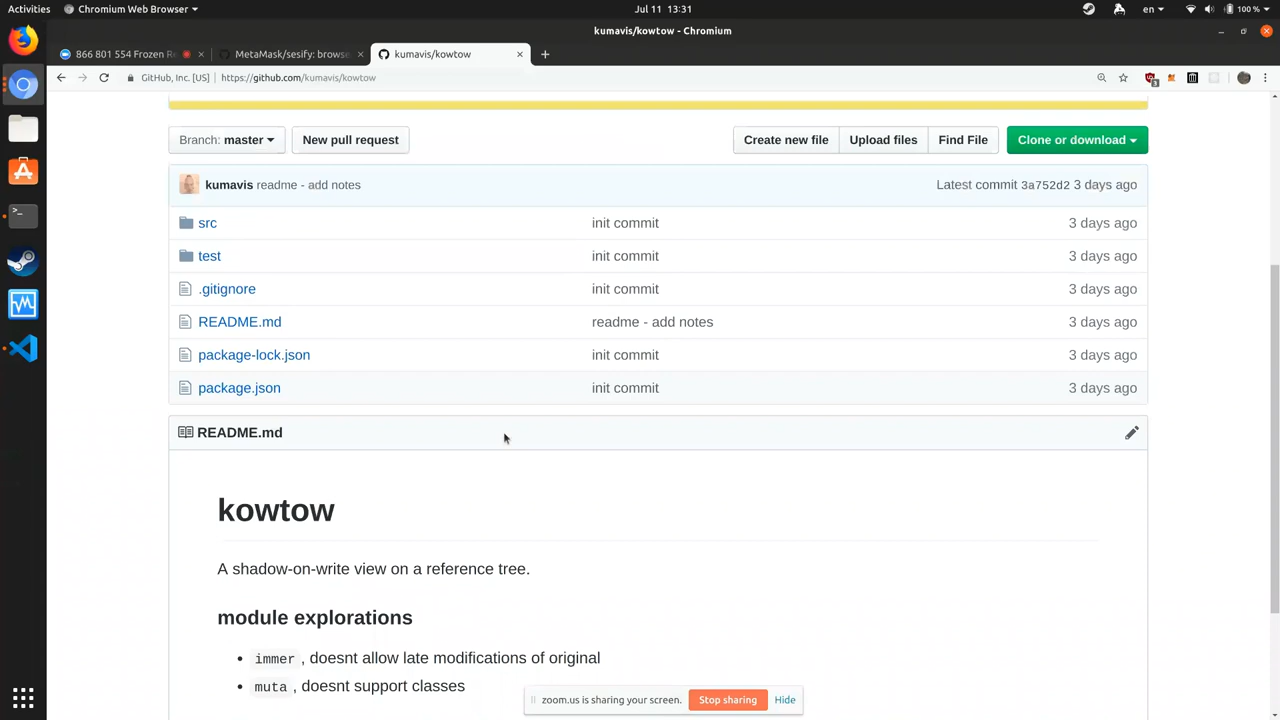 Activities Chromium Web Browser Jul 11 13:31 en 100 %
kumavis/kowtow - Chromium
866 801 554 Frozen Re MetaMask/sesify: browse kumavis/kowtow
GitHub, Inc. [US] https://github.com/kumavis/kowtow
Branch: master New pull request Create new file Upload files Find File Clone or download
kumavis readme - add notes Latest commit 3a752d2 3 days ago
src init commit 3 days ago
test init commit 3 days ago
.gitignore init commit 3 days ago
README.md readme - add notes 3 days ago
package-lock.json init commit 3 days ago
package.json init commit 3 days ago
README.md
kowtow
A shadow-on-write view on a reference tree.
module explorations
• immer , doesnt allow late modifications of original
• muta , doesnt support classes
zoom.us is sharing your screen. Stop sharing Hide